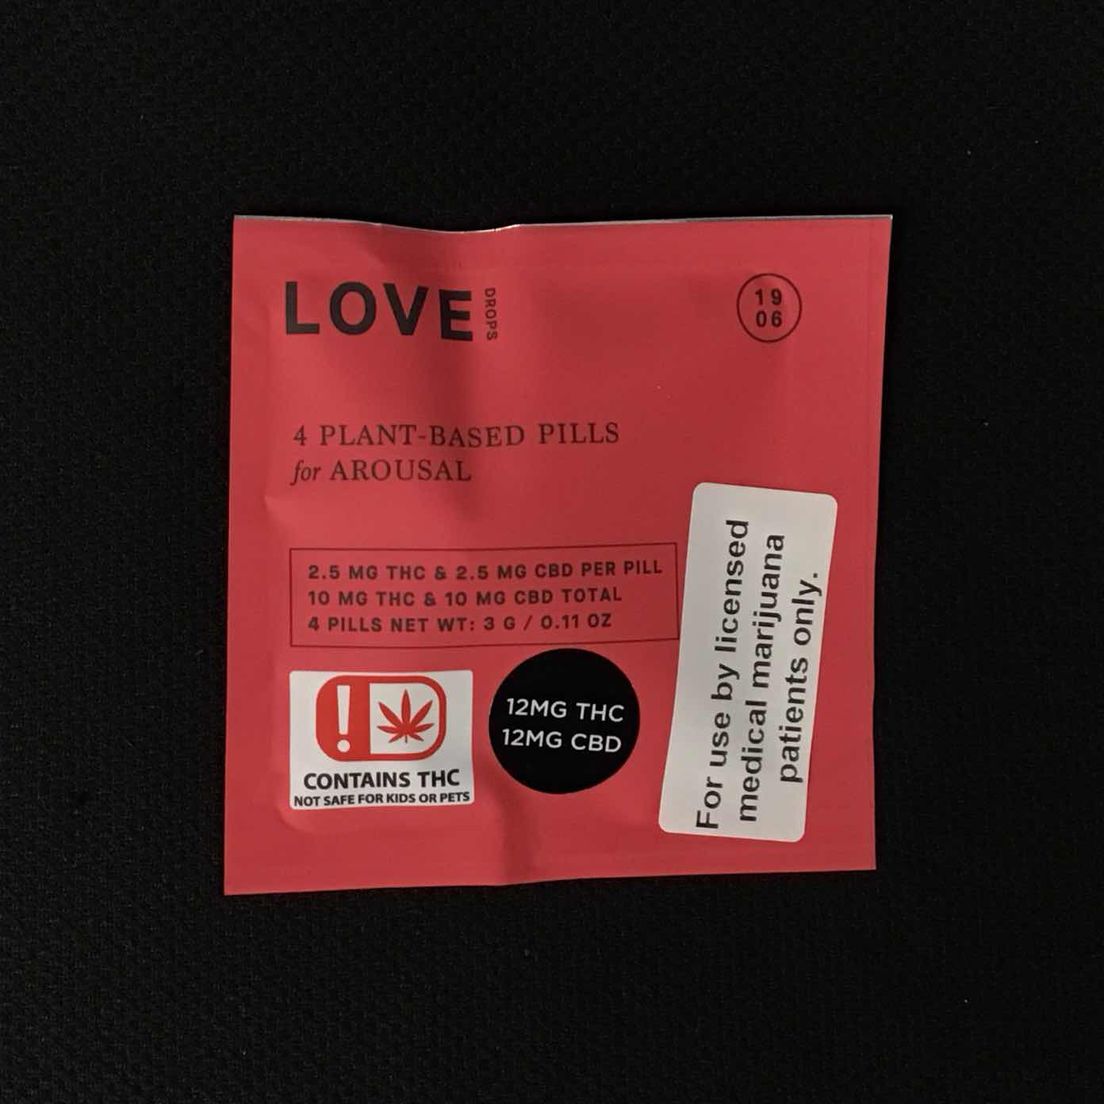 LOVE
DROPS
19
06
4 PLANT-BASED PILLS
for AROUSAL
2.5 MG THC & 2.5 MG CBD PER PILL
10 MG THC & 10 MG CBD TOTAL
4 PILLS NET WT: 3 G / 0.11 OZ
!
CONTAINS THC
NOT SAFE FOR KIDS OR PETS
12MG THC
12MG CBD
For use by licensed
medical marijuana
patients only.